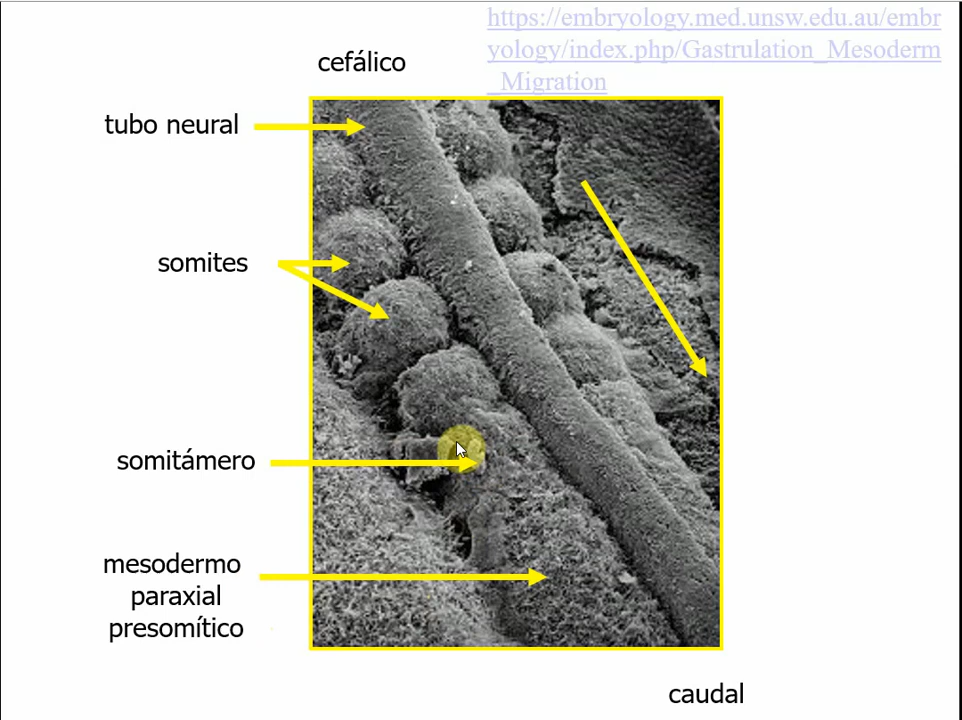 https://embryology.med.unsw.edu.au/embr
yology/index.php/Gastrulation_Mesoderm
_Migration
cefálico
tubo neural
somites
somitámero
mesodermo
paraxial
presomítico
caudal